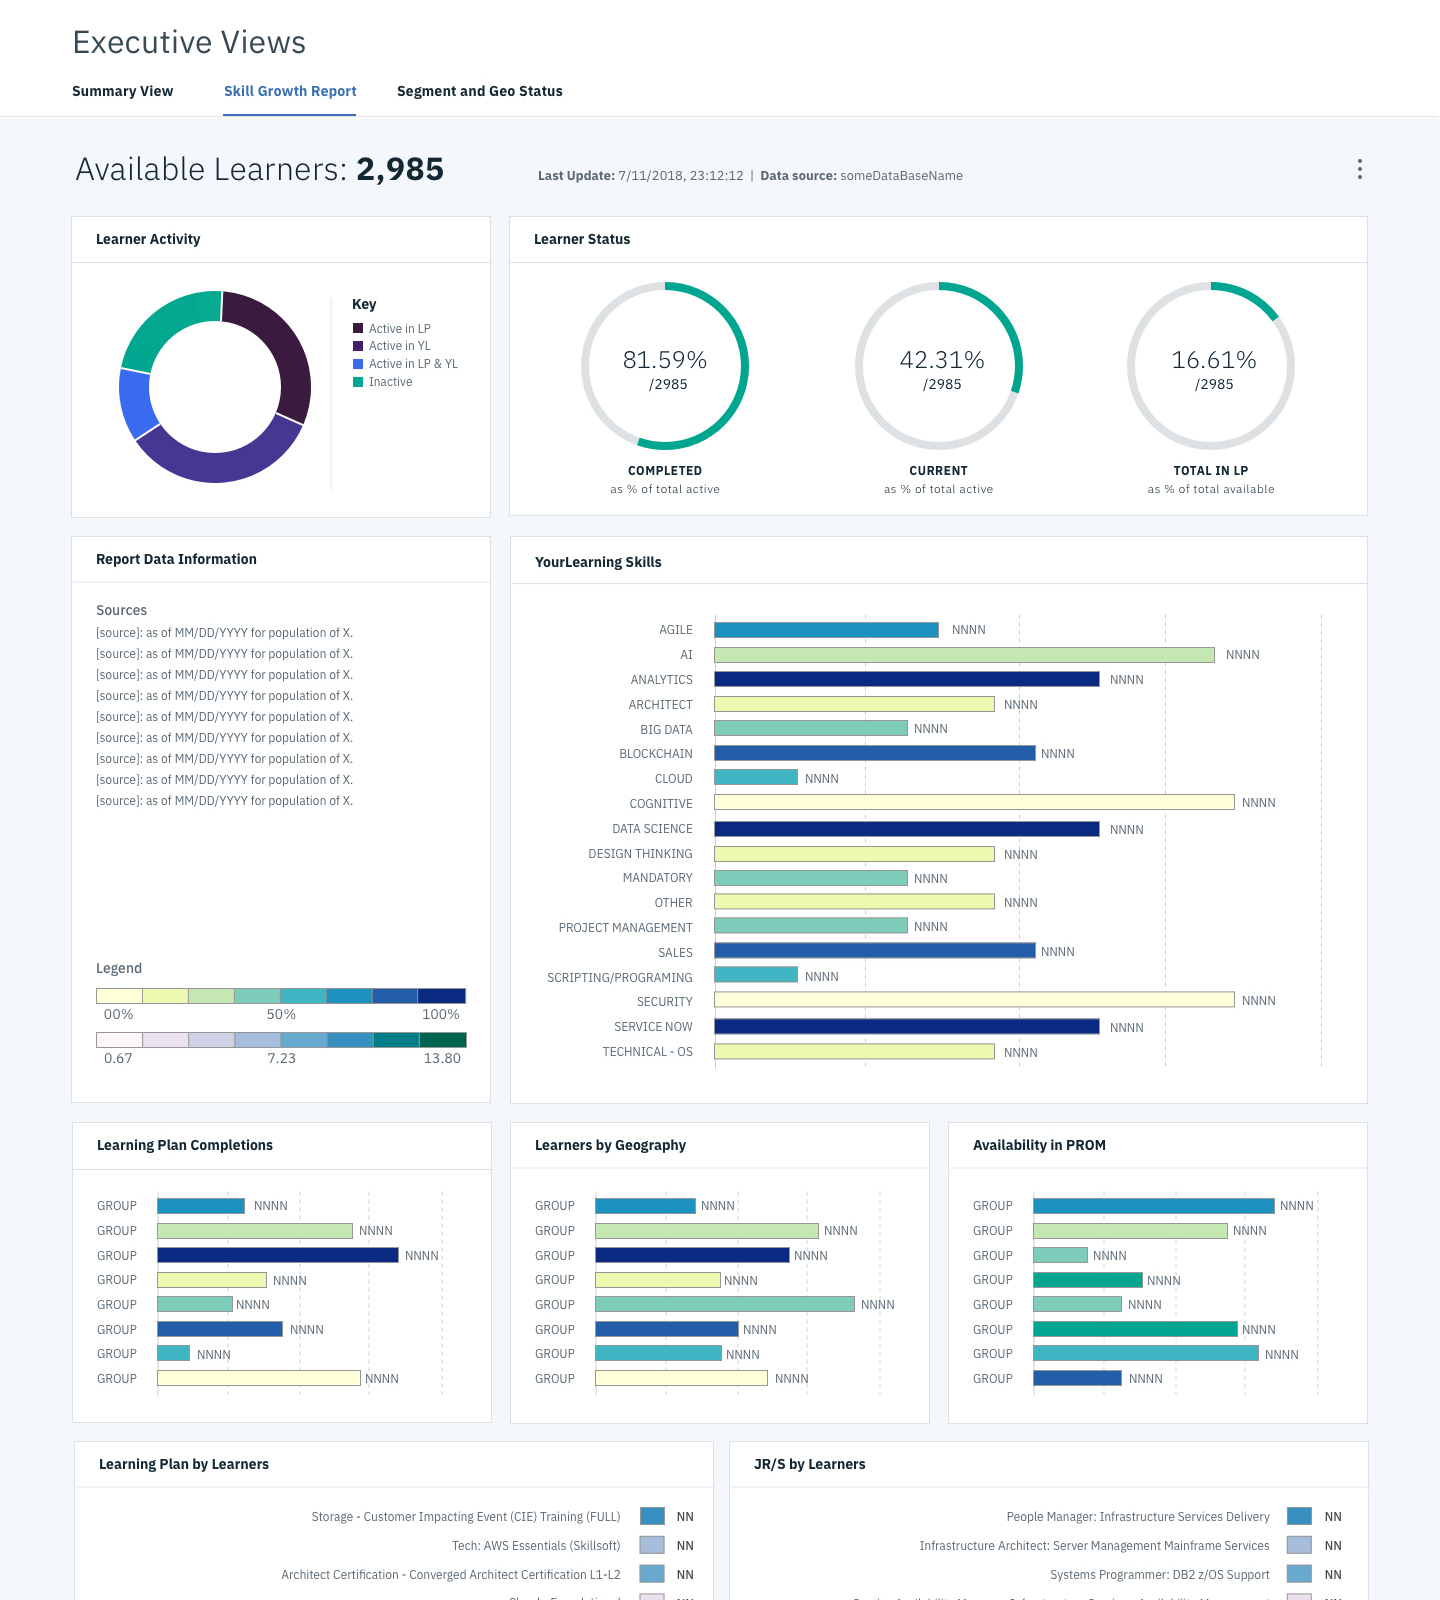 Executive Views
Summary View
Skill Growth Report
Segment and Geo Status
Available Learners: 2,985
Last Update: 7/11/2018, 23:12:12 | Data source: someDataBaseName
Learner Activity
Key
Active in LP
Active in YL
Active in LP & YL
Inactive
Learner Status
81.59%
/2985
COMPLETED
as % of total active
42.31%
/2985
CURRENT
as % of total active
16.61%
/2985
TOTAL IN LP
as % of total available
Report Data Information
Sources
[source]: as of MM/DD/YYYY for population of X.
[source]: as of MM/DD/YYYY for population of X.
[source]: as of MM/DD/YYYY for population of X.
[source]: as of MM/DD/YYYY for population of X.
[source]: as of MM/DD/YYYY for population of X.
[source]: as of MM/DD/YYYY for population of X.
[source]: as of MM/DD/YYYY for population of X.
[source]: as of MM/DD/YYYY for population of X.
[source]: as of MM/DD/YYYY for population of X.
Legend
00% 50% 100%
0.67 7.23 13.80
YourLearning Skills
AGILE NNNN
AI NNNN
ANALYTICS NNNN
ARCHITECT NNNN
BIG DATA NNNN
BLOCKCHAIN NNNN
CLOUD NNNN
COGNITIVE NNNN
DATA SCIENCE NNNN
DESIGN THINKING NNNN
MANDATORY NNNN
OTHER NNNN
PROJECT MANAGEMENT NNNN
SALES NNNN
SCRIPTING/PROGRAMING NNNN
SECURITY NNNN
SERVICE NOW NNNN
TECHNICAL - OS NNNN
Learning Plan Completions
GROUP NNNN
GROUP NNNN
GROUP NNNN
GROUP NNNN
GROUP NNNN
GROUP NNNN
GROUP NNNN
GROUP NNNN
Learners by Geography
GROUP NNNN
GROUP NNNN
GROUP NNNN
GROUP NNNN
GROUP NNNN
GROUP NNNN
GROUP NNNN
GROUP NNNN
Availability in PROM
GROUP NNNN
GROUP NNNN
GROUP NNNN
GROUP NNNN
GROUP NNNN
GROUP NNNN
GROUP NNNN
GROUP NNNN
Learning Plan by Learners
Storage - Customer Impacting Event (CIE) Training (FULL) NN
Tech: AWS Essentials (Skillsoft) NN
Architect Certification - Converged Architect Certification L1-L2 NN
JR/S by Learners
People Manager: Infrastructure Services Delivery NN
Infrastructure Architect: Server Management Mainframe Services NN
Systems Programmer: DB2 z/OS Support NN